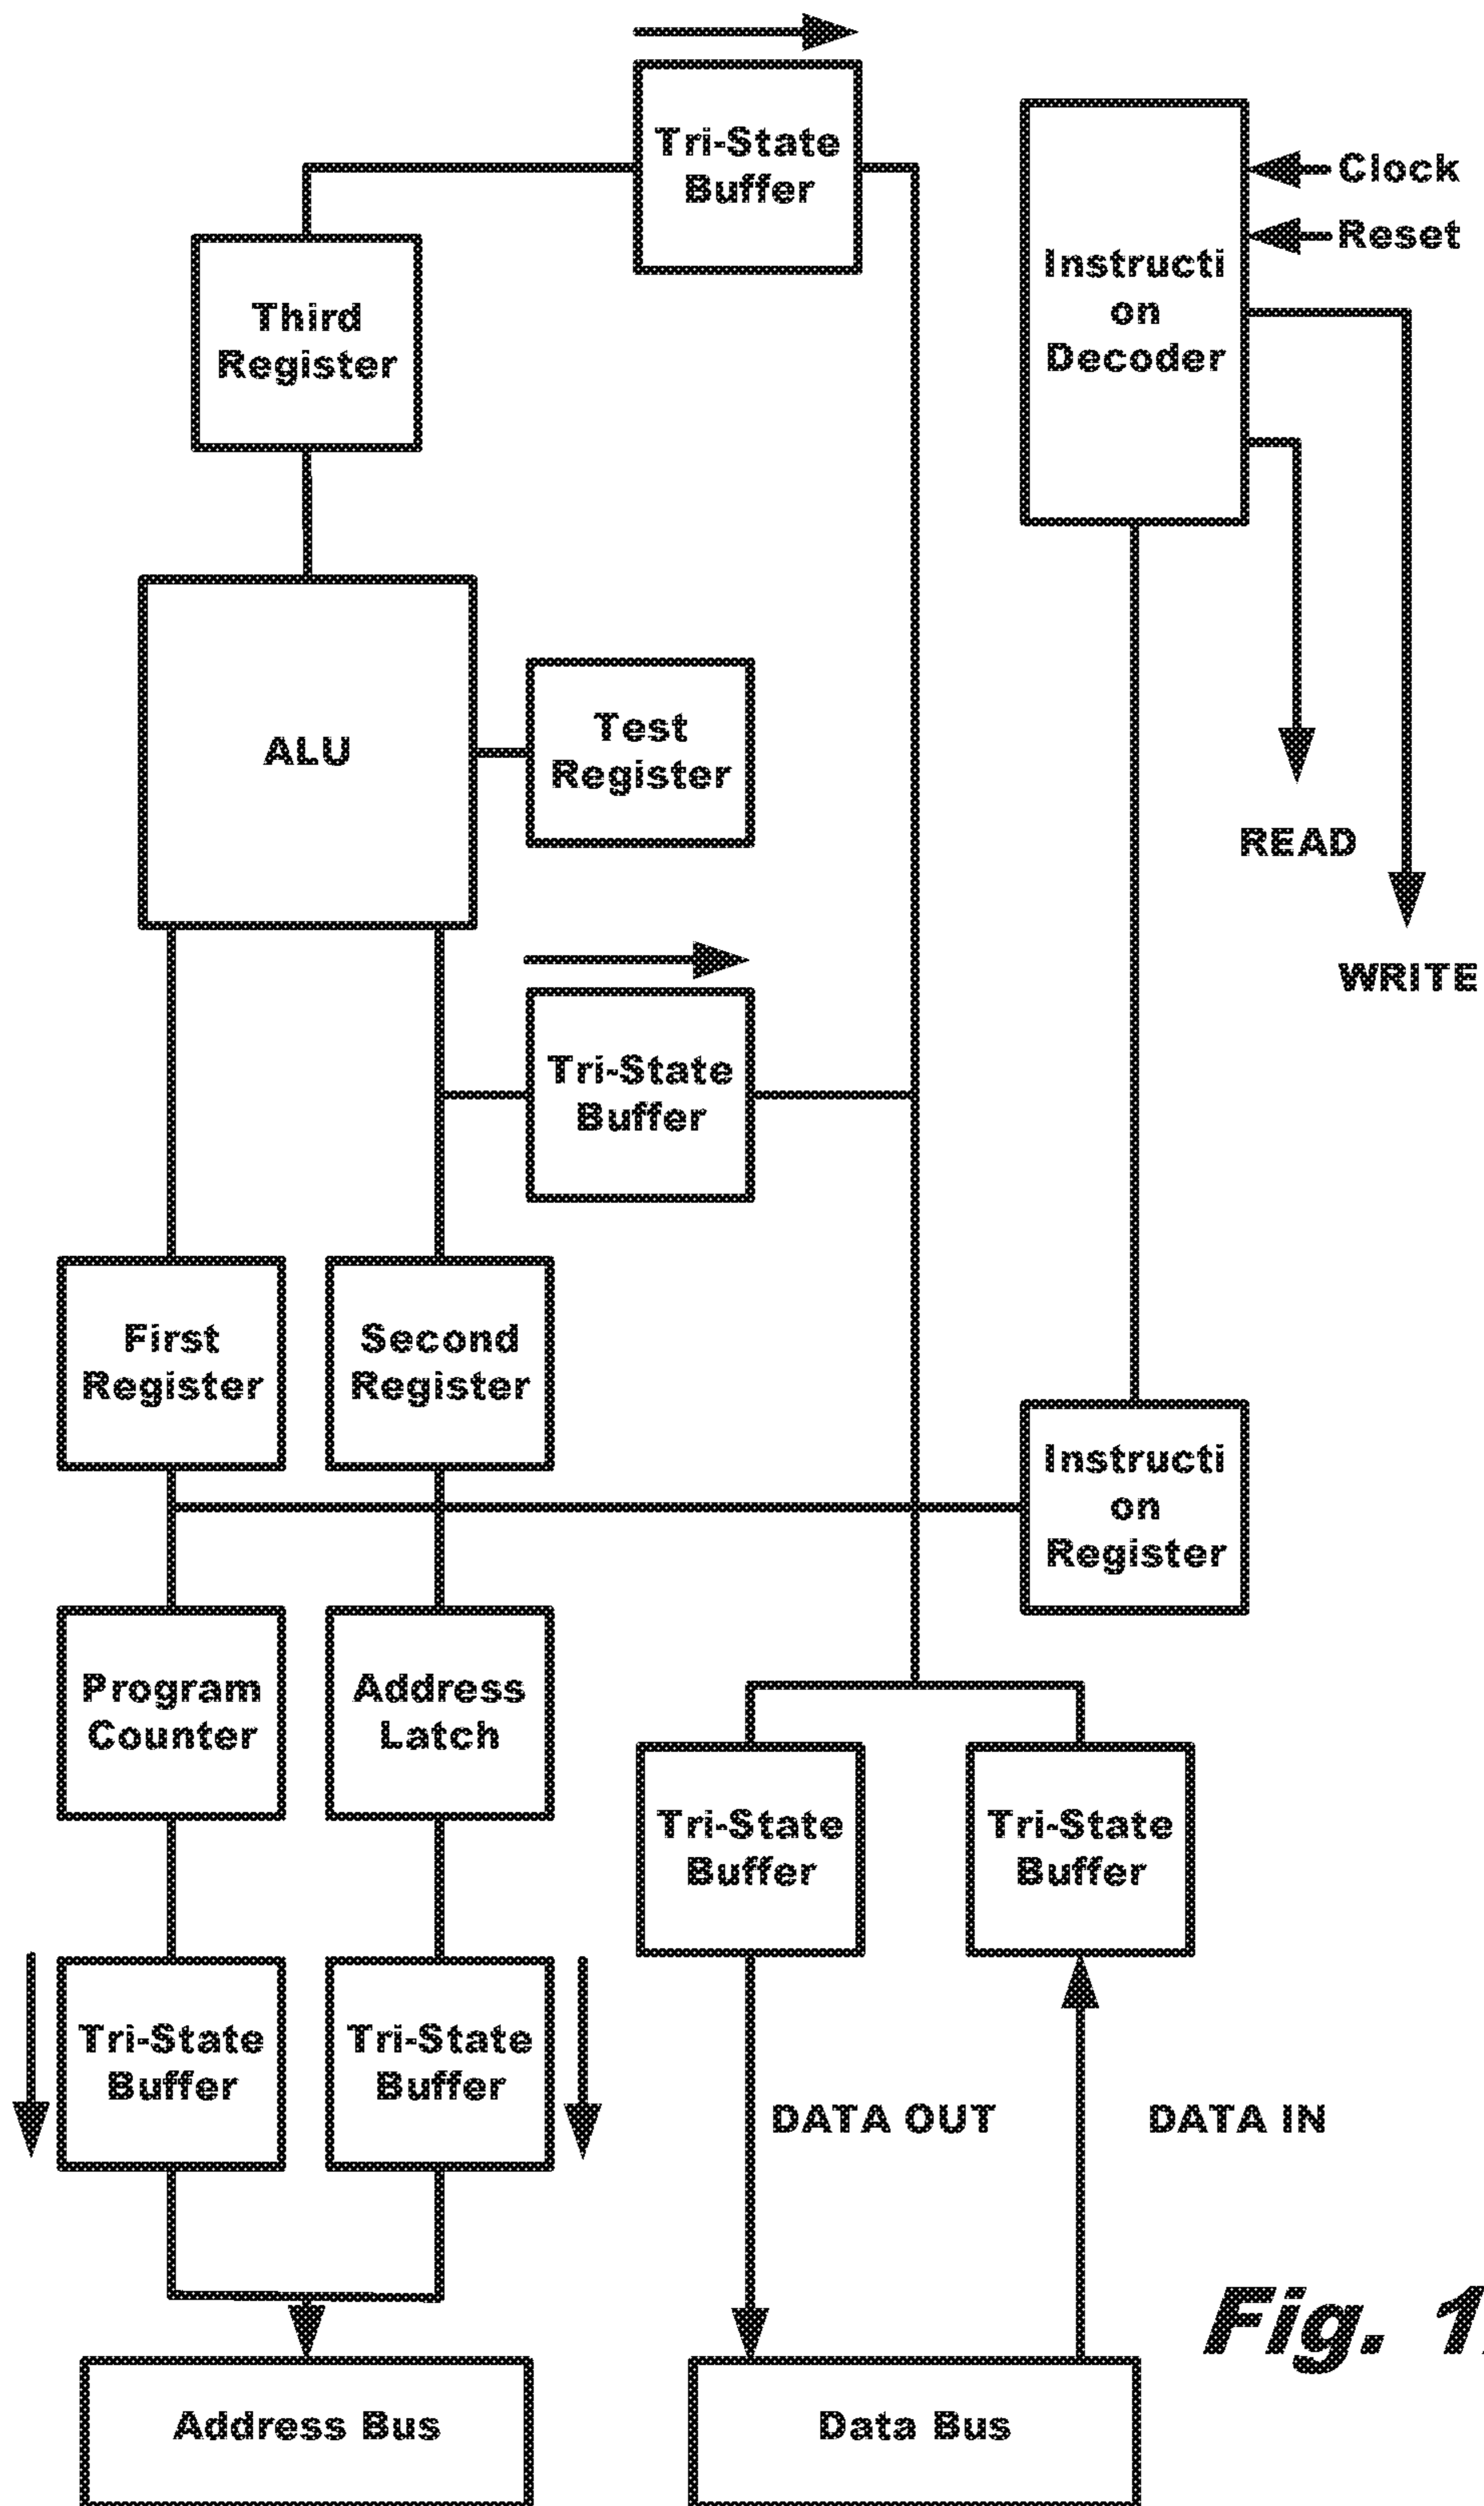 Tri-State
Buffer
Clock
Reset
Instructi
on
Decoder
Third
Register
ALU
Test
Register
READ
WRITE
Tri-State
Buffer
First
Register
Second
Register
Instructi
on
Register
Program
Counter
Address
Latch
Tri-State
Buffer
Tri-State
Buffer
Tri-State
Buffer
Tri-State
Buffer
DATA OUT
DATA IN
Fig. 1
Address Bus
Data Bus